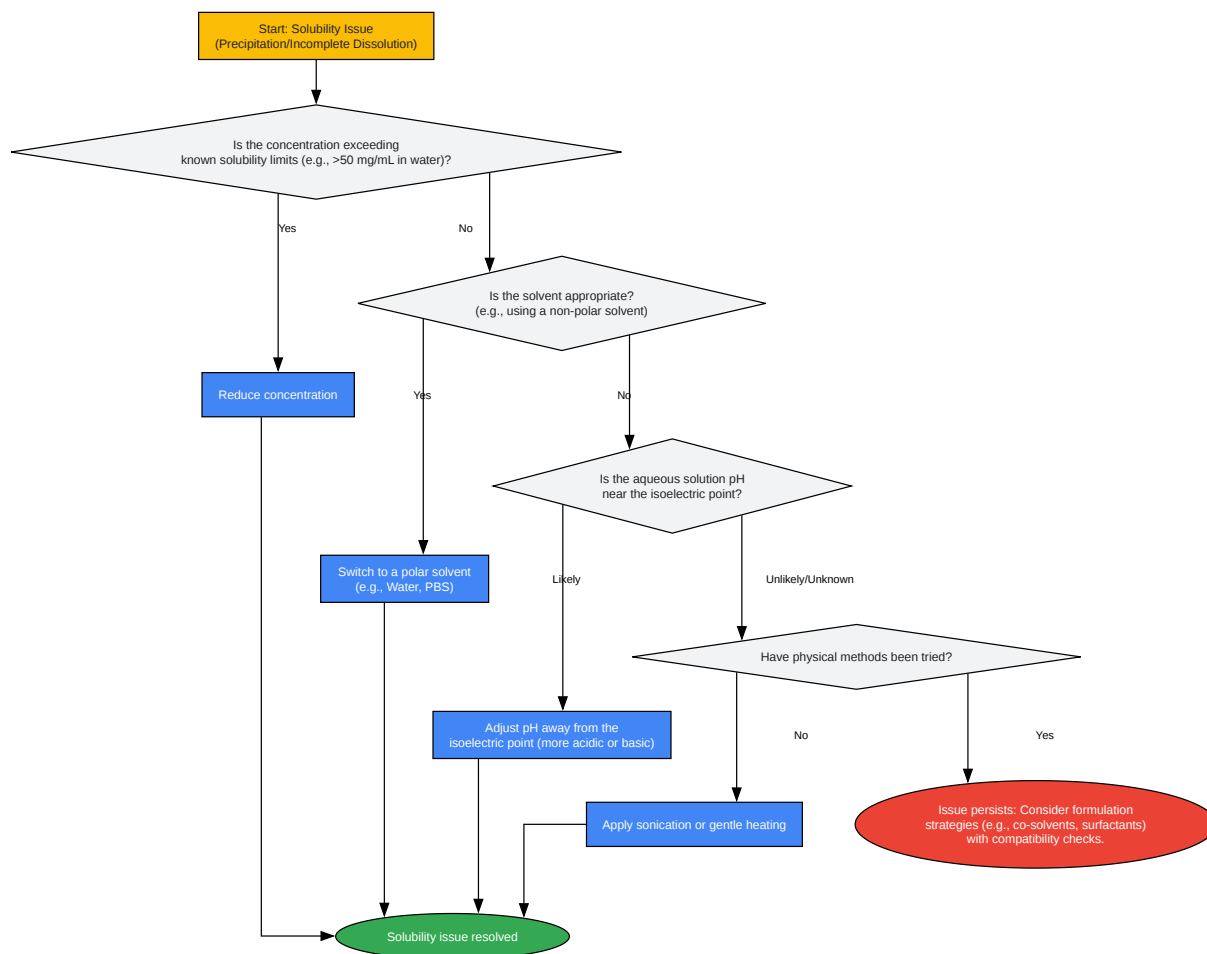 Start: Solubility Issue
(Precipitation/Incomplete Dissolution)
Is the concentration exceeding
known solubility limits (e.g., >50 mg/mL in water)?
Yes
No
Is the solvent appropriate?
(e.g., using a non-polar solvent)
Reduce concentration
Yes
No
Is the aqueous solution pH
near the isoelectric point?
Switch to a polar solvent
(e.g., Water, PBS)
Likely
Unlikely/Unknown
Have physical methods been tried?
Adjust pH away from the
isoelectric point (more acidic or basic)
No
Yes
Apply sonication or gentle heating
Issue persists: Consider formulation
strategies (e.g., co-solvents, surfactants)
with compatibility checks.
Solubility issue resolved